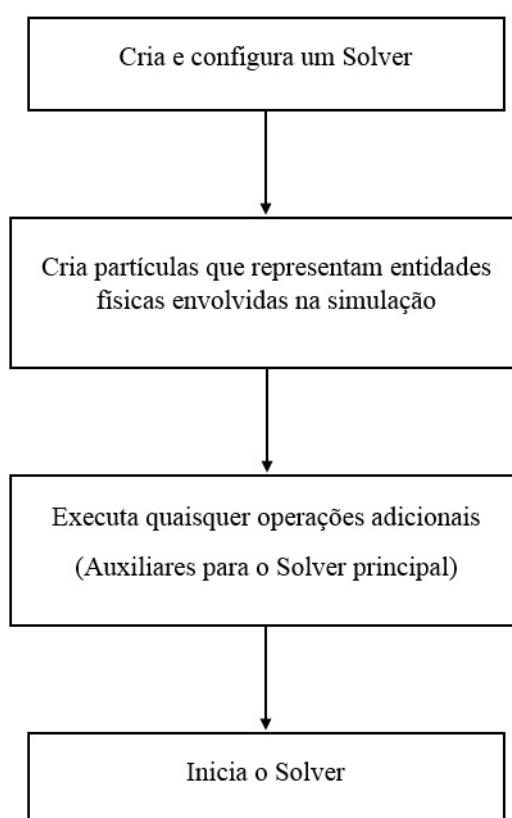 Cria e configura um Solver
Cria partículas que representam entidades
físicas envolvidas na simulação
Executa quaisquer operações adicionais
(Auxiliares para o Solver principal)
Inicia o Solver